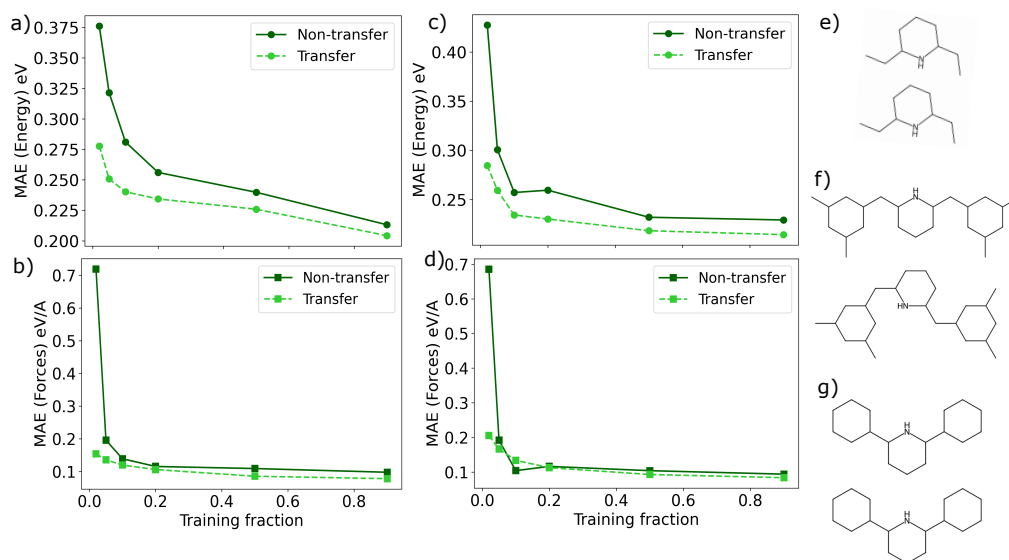 a)
MAE (Energy) eV
0.375
0.350
0.325
0.300
0.275
0.250
0.225
0.200
Non-transfer
Transfer
b)
MAE (Forces) eV/A
0.7
0.6
0.5
0.4
0.3
0.2
0.1
Non-transfer
Transfer
0.0 0.2 0.4 0.6 0.8
Training fraction
c)
MAE (Energy) eV
0.40
0.35
0.30
0.25
Non-transfer
Transfer
d)
MAE (Forces) eV/A
0.7
0.6
0.5
0.4
0.3
0.2
0.1
Non-transfer
Transfer
0.0 0.2 0.4 0.6 0.8
Training fraction
e)
N
H
N
H
f)
H
N
HN
g)
H
N
H
N